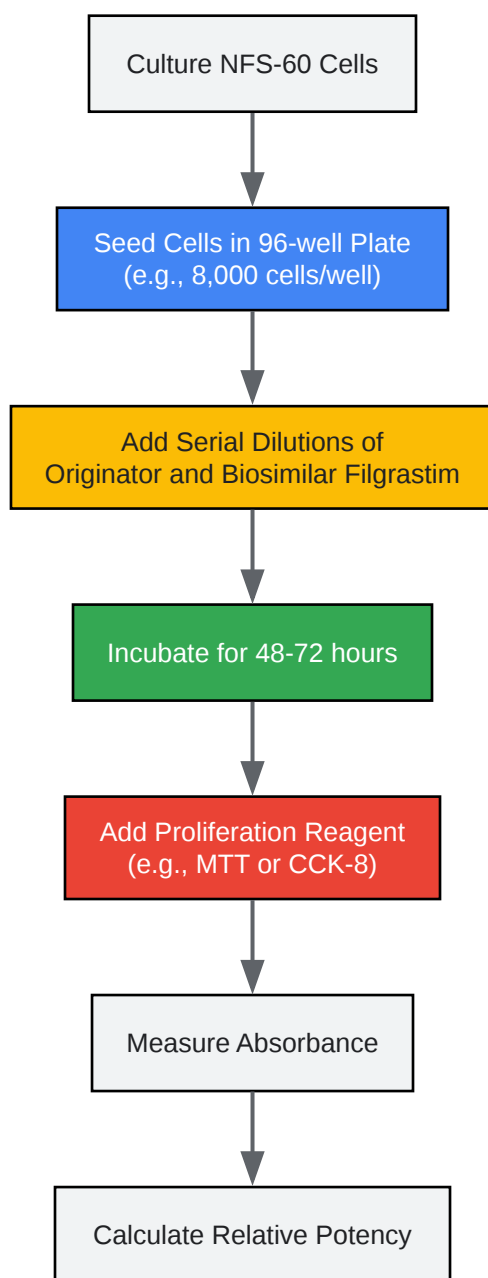 Culture NFS-60 Cells
Seed Cells in 96-well Plate
(e.g., 8,000 cells/well)
Add Serial Dilutions of
Originator and Biosimilar Filgrastim
Incubate for 48-72 hours
Add Proliferation Reagent
(e.g., MTT or CCK-8)
Measure Absorbance
Calculate Relative Potency